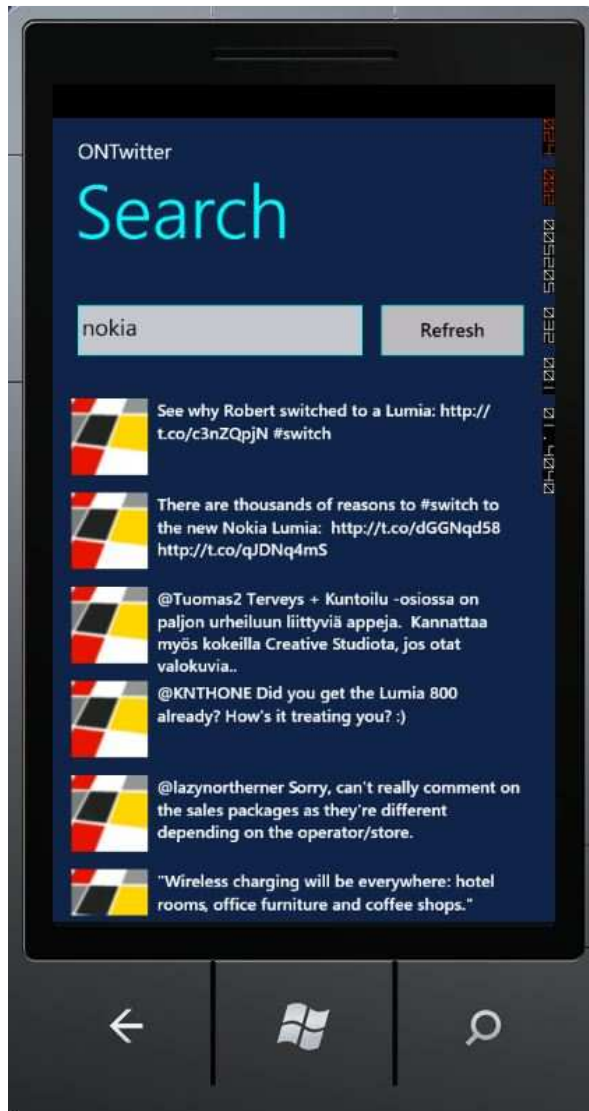 ONTwitter
Search
nokia
Refresh
See why Robert switched to a Lumia: http://
t.co/c3nZQpjN #switch
There are thousands of reasons to #switch to
the new Nokia Lumia:  http://t.co/dGGNqd58
http://t.co/qJDNq4mS
@Tuomas2 Terveys + Kuntoilu -osiossa on
paljon urheiluun liittyviä appeja.  Kannattaa
myös kokeilla Creative Studiota, jos otat
valokuvia..
@KNTHONE Did you get the Lumia 800
already? How's it treating you? :)
@lazynortherner Sorry, can't really comment on
the sales packages as they're different
depending on the operator/store.
"Wireless charging will be everywhere: hotel
rooms, office furniture and coffee shops."